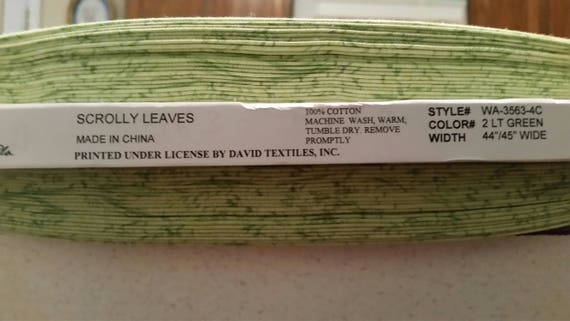 SCROLLY LEAVES
MADE IN CHINA
PRINTED UNDER LICENSE BY DAVID TEXTILES, INC.
100% COTTON
MACHINE WASH, WARM,
TUMBLE DRY. REMOVE
PROMPTLY
STYLE# WA-3563-4C
COLOR# 2 LT GREEN
WIDTH 44"/45" WIDE